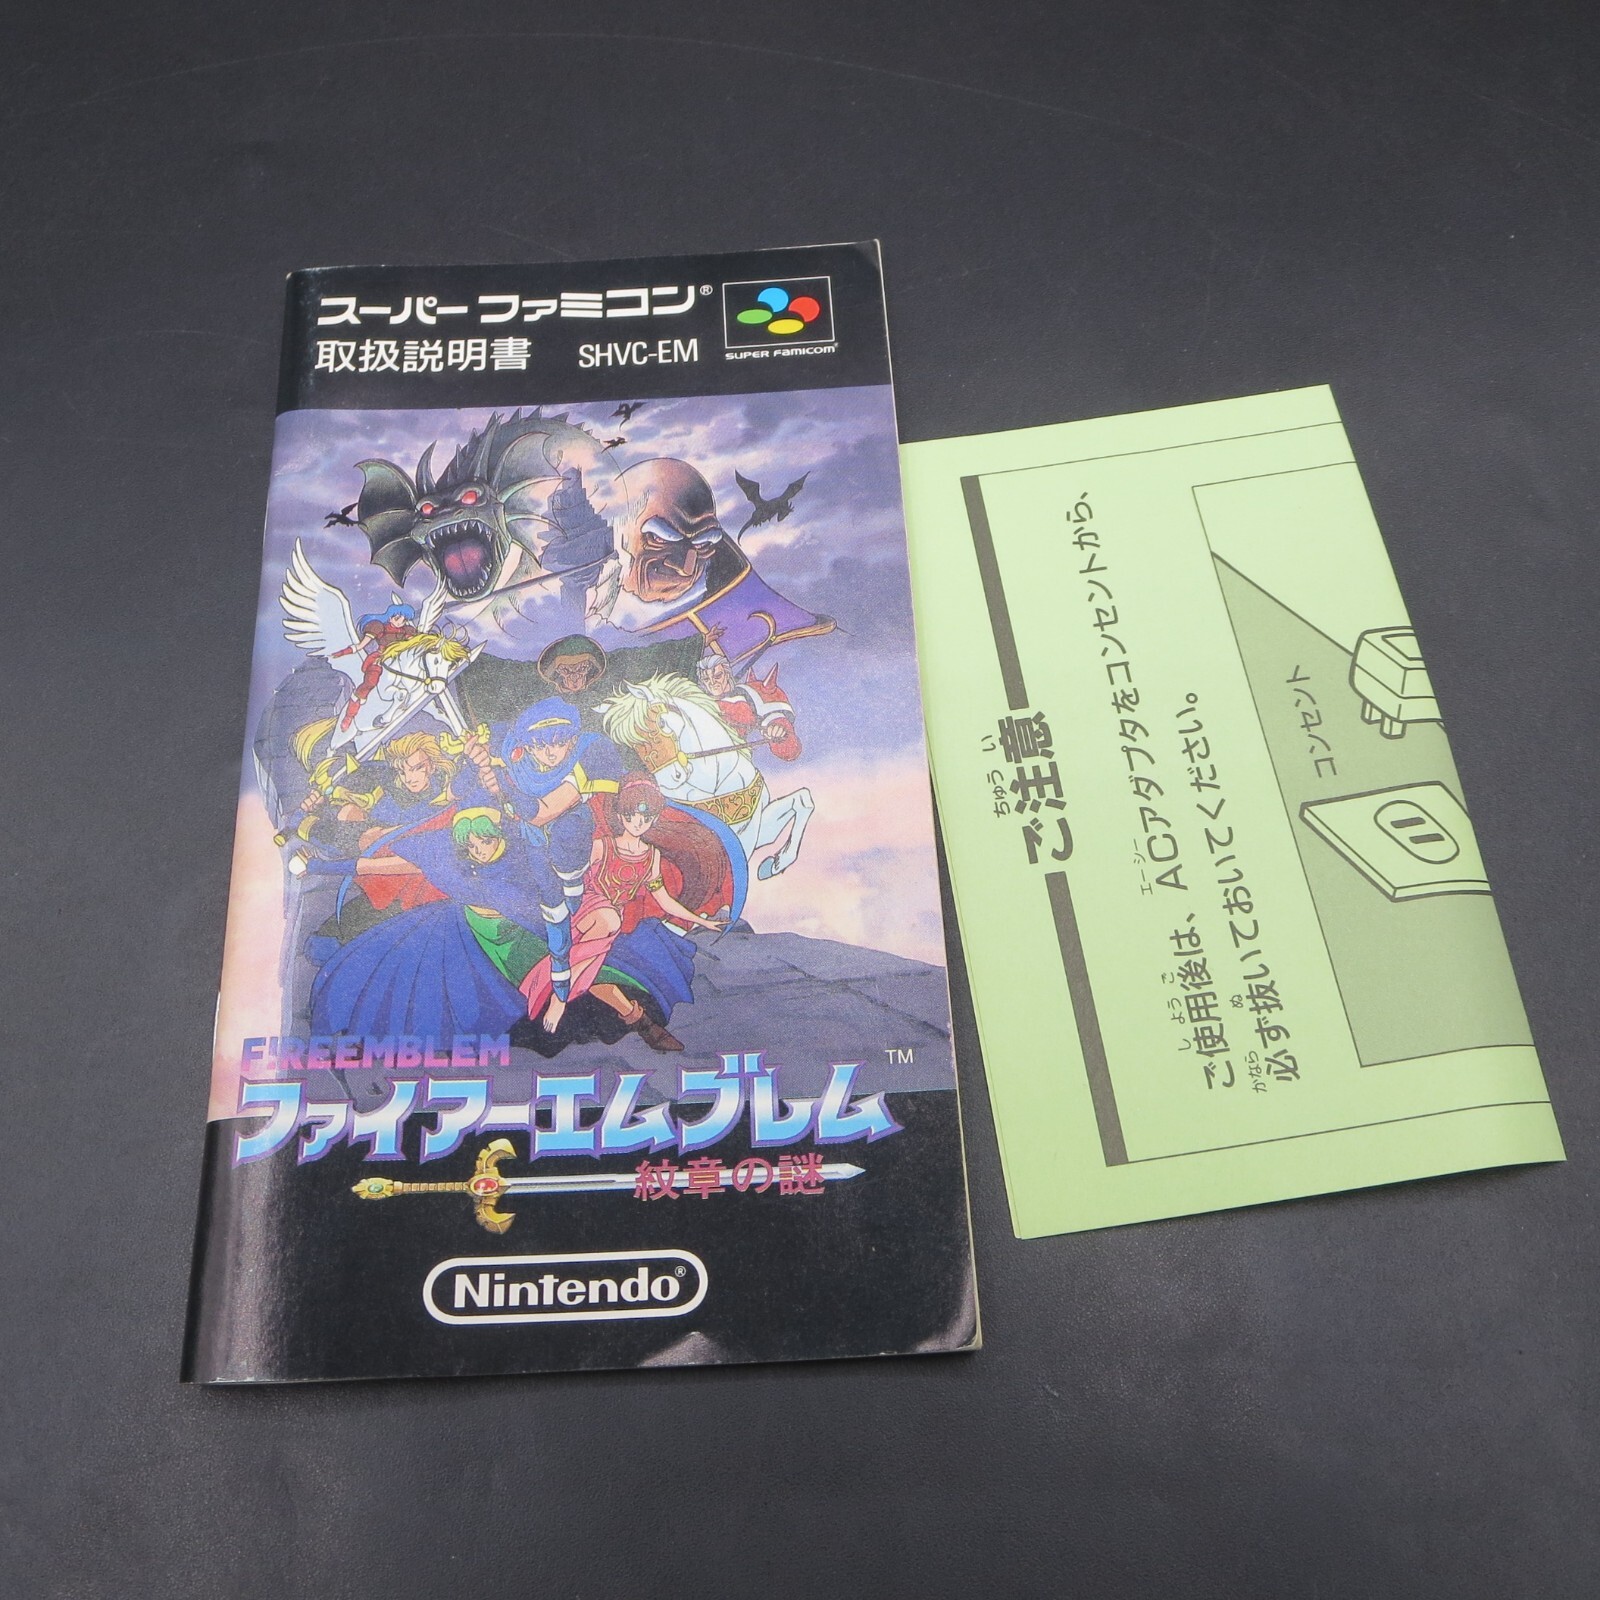 スーパーファミコン®
取扱説明書 SHVC-EM
SUPER FAMICOM®
FIREEMBLEM
ファイアーエムブレム™
紋章の謎
Nintendo®
ちゅうい
ご注意
しようご エーシー
ご使用後は、ACアダプタをコンセントから、
かなら ぬ
必ず抜いておいてください。
コンセント